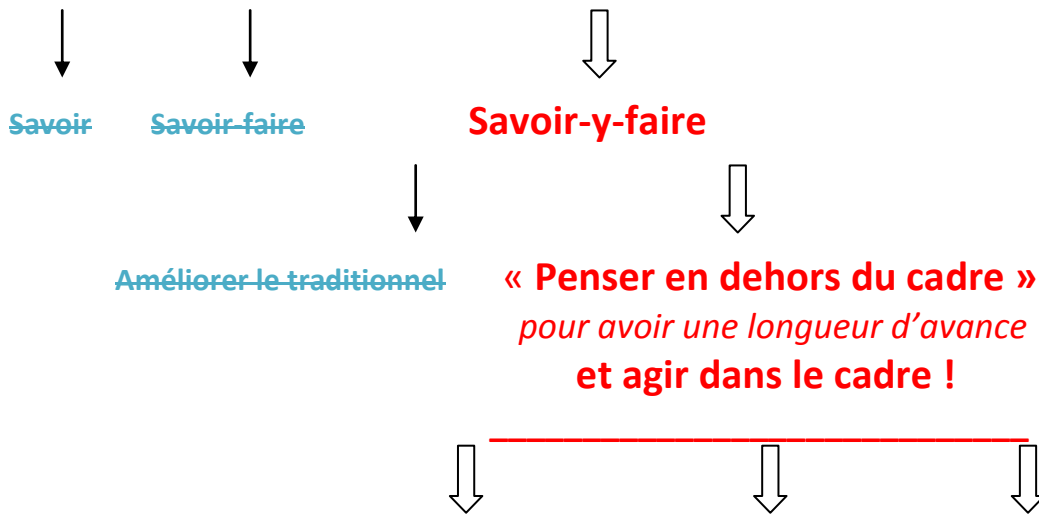 Savoir Savoir-faire Savoir-y-faire
Améliorer le traditionnel « Penser en dehors du cadre »
pour avoir une longueur d’avance
et agir dans le cadre !